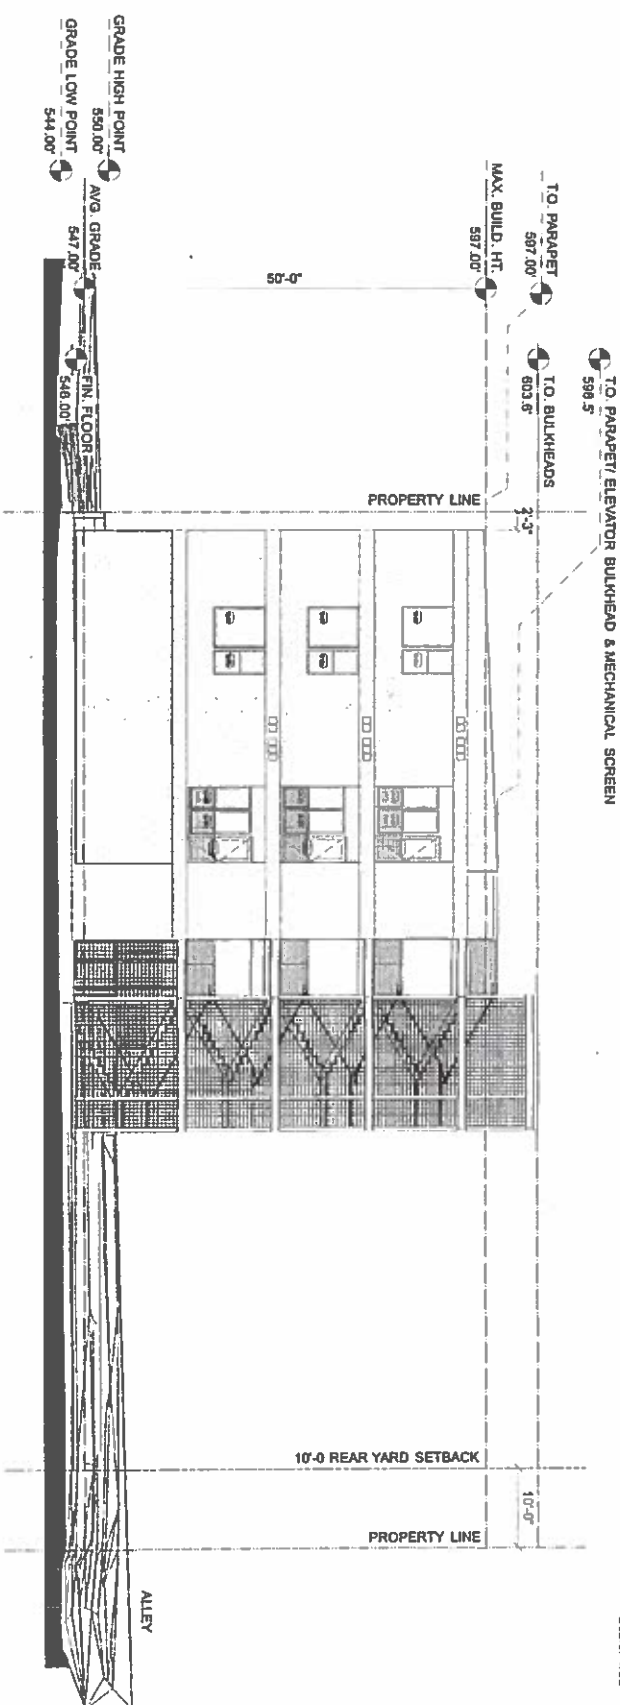 T.O. PARAPET/ ELEVATOR BULKHEAD & MECHANICAL SCREEN
598.5'
T.O. PARAPET
597.00'
T.O. BULKHEADS
603.6'
MAX. BUILD. HT.
597.00'
50'-0"
GRADE HIGH POINT
550.00'
GRADE LOW POINT
544.00'
AVG. GRADE
547.00'
FIN. FLOOR
546.00'
PROPERTY LINE
2'-3"
10'-0 REAR YARD SETBACK
10'-0"
PROPERTY LINE
ALLEY